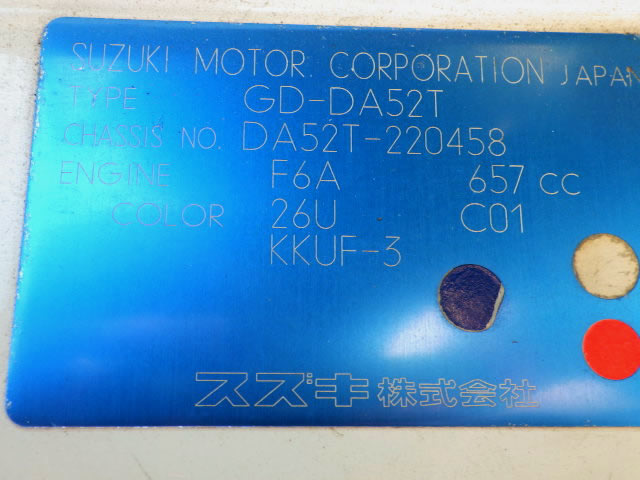 SUZUKI MOTOR CORPORATION JAPAN
TYPE GD-DA52T
CHASSIS NO. DA52T-220458
ENGINE F6A 657 cc
COLOR 26U C01
KKUF-3
スズキ株式会社